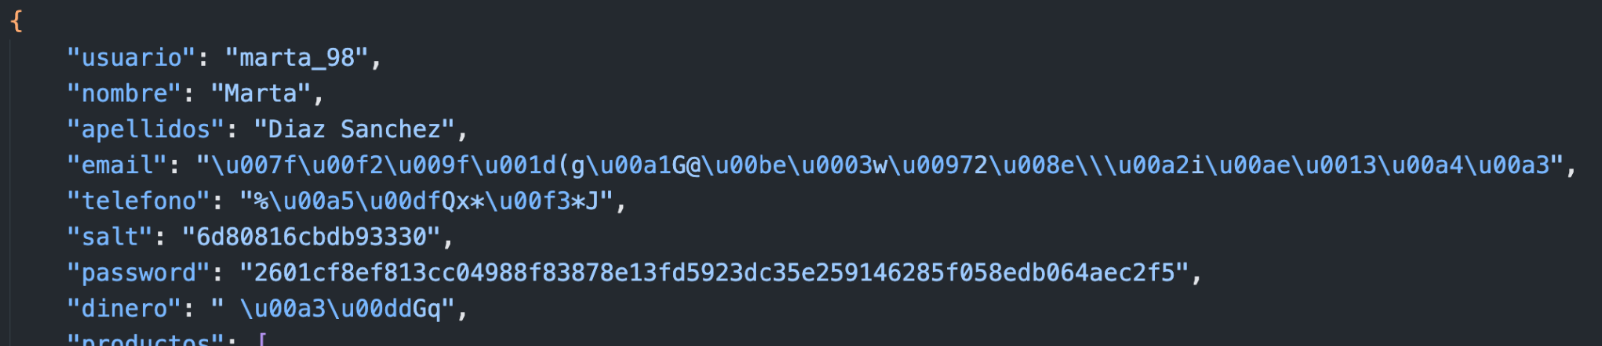 {
"usuario": "marta_98",
"nombre": "Marta",
"apellidos": "Diaz Sanchez",
"email": "\u007f\u00f2\u009f\u001d(g\u00a1G@\u00be\u0003w\u00972\u008e\\\u00a2i\u00ae\u0013\u00a4\u00a3",
"telefono": "%\u00a5\u00dfQx*\u00f3*J",
"salt": "6d80816cbdb93330",
"password": "2601cf8ef813cc04988f83878e13fd5923dc35e259146285f058edb064aec2f5",
"dinero": " \u00a3\u00ddGq",
"productos": [